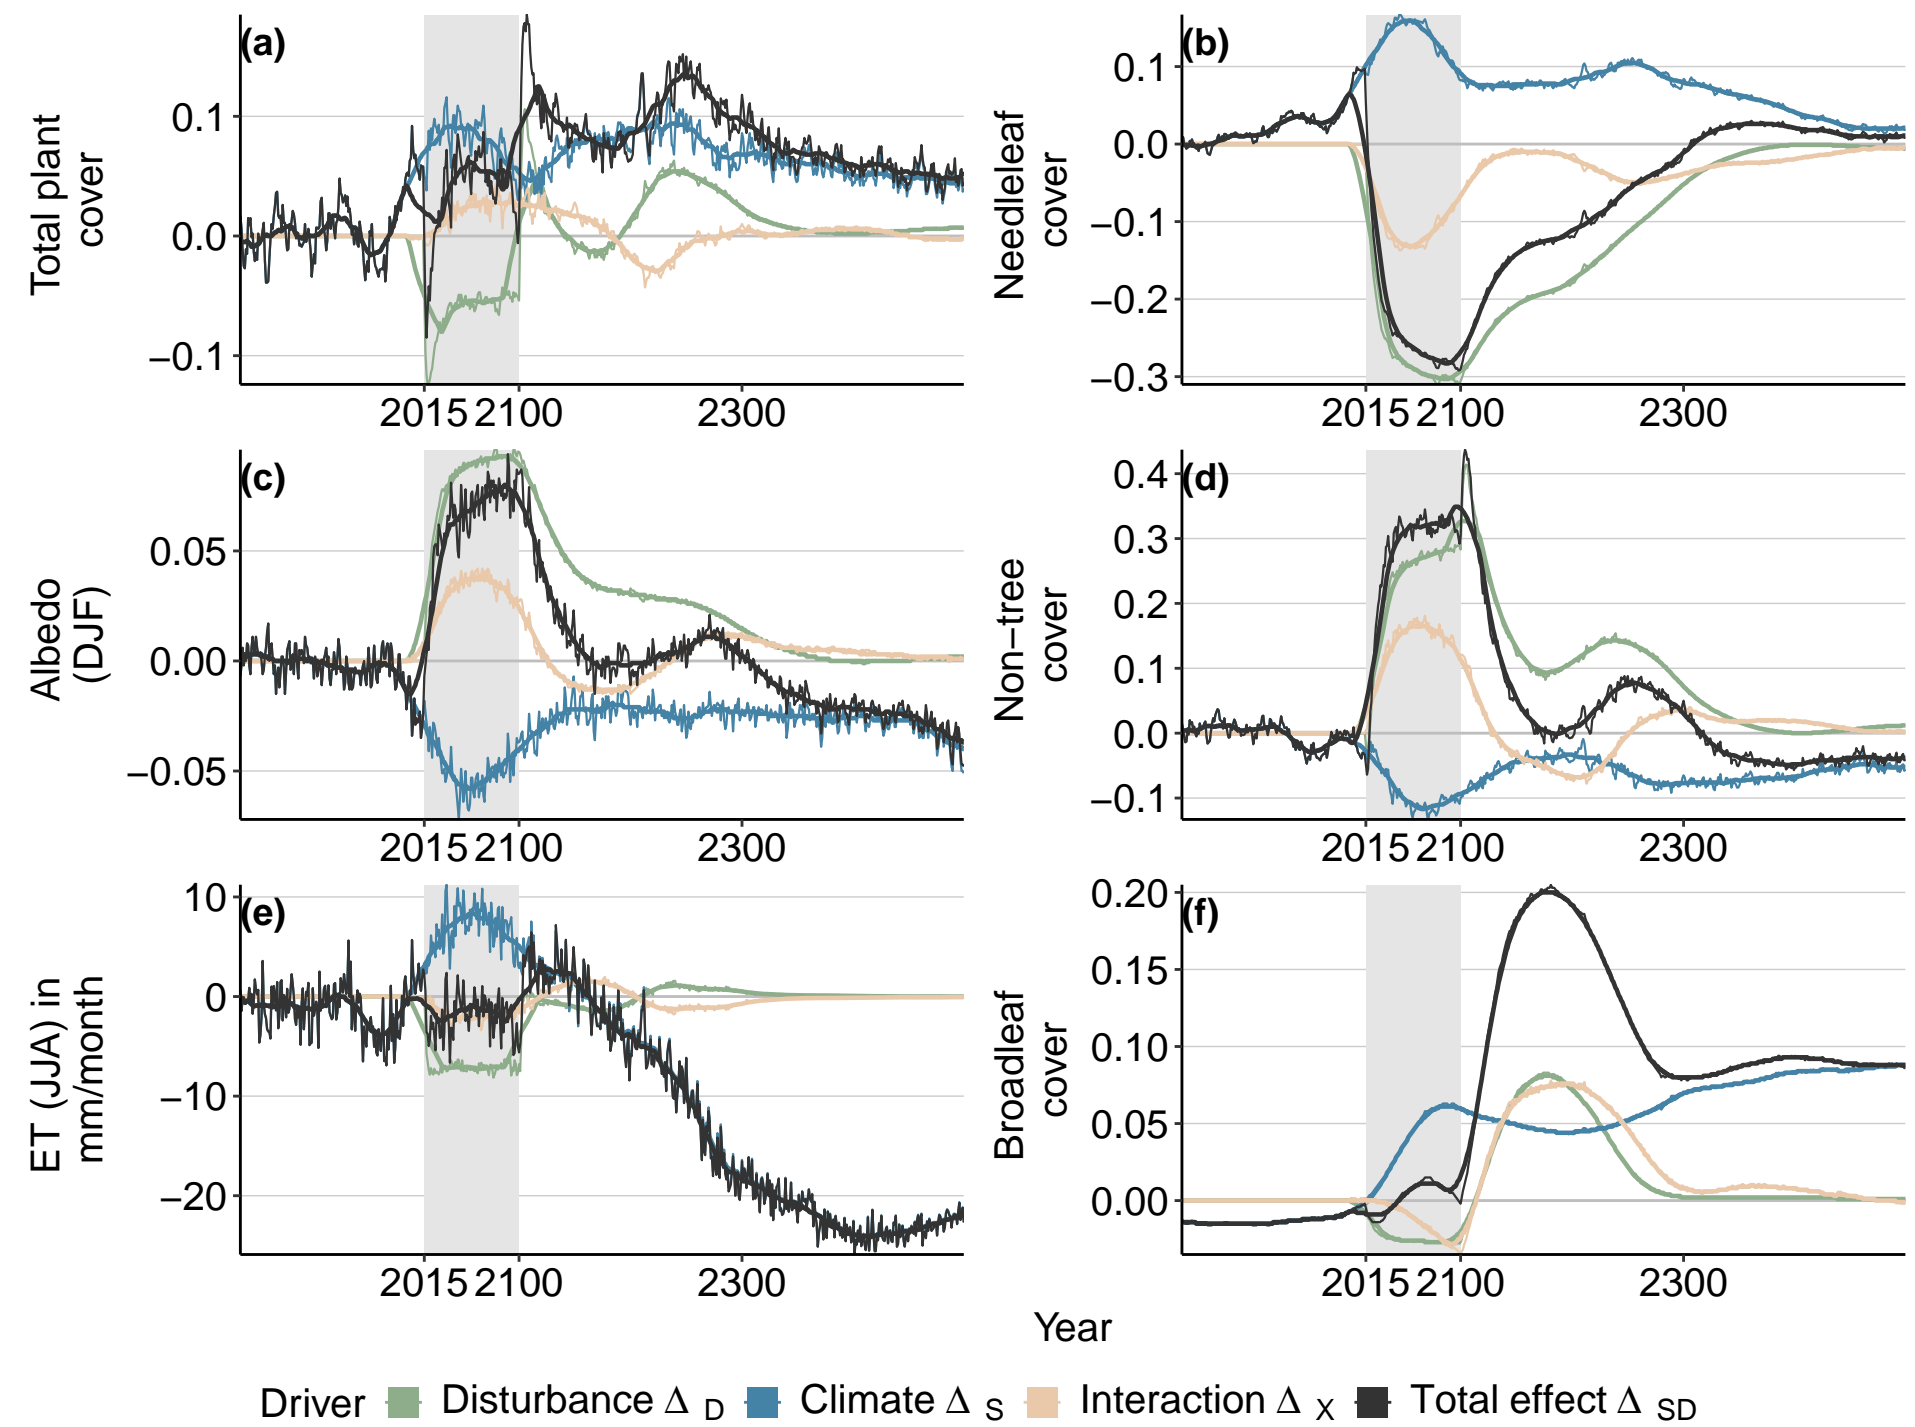 (a)
Total plant
cover
0.1
0.0
−0.1
2015 2100 2300
(b)
Needleleaf
cover
0.1
0.0
−0.1
−0.2
−0.3
2015 2100 2300
(c)
Albedo
(DJF)
0.05
0.00
−0.05
2015 2100 2300
(d)
Non−tree
cover
0.4
0.3
0.2
0.1
0.0
−0.1
2015 2100 2300
(e)
ET (JJA) in
mm/month
10
0
−10
−20
2015 2100 2300
(f)
Broadleaf
cover
0.20
0.15
0.10
0.05
0.00
2015 2100 2300
Year
Driver Disturbance Δ D Climate Δ S Interaction Δ X Total effect Δ SD